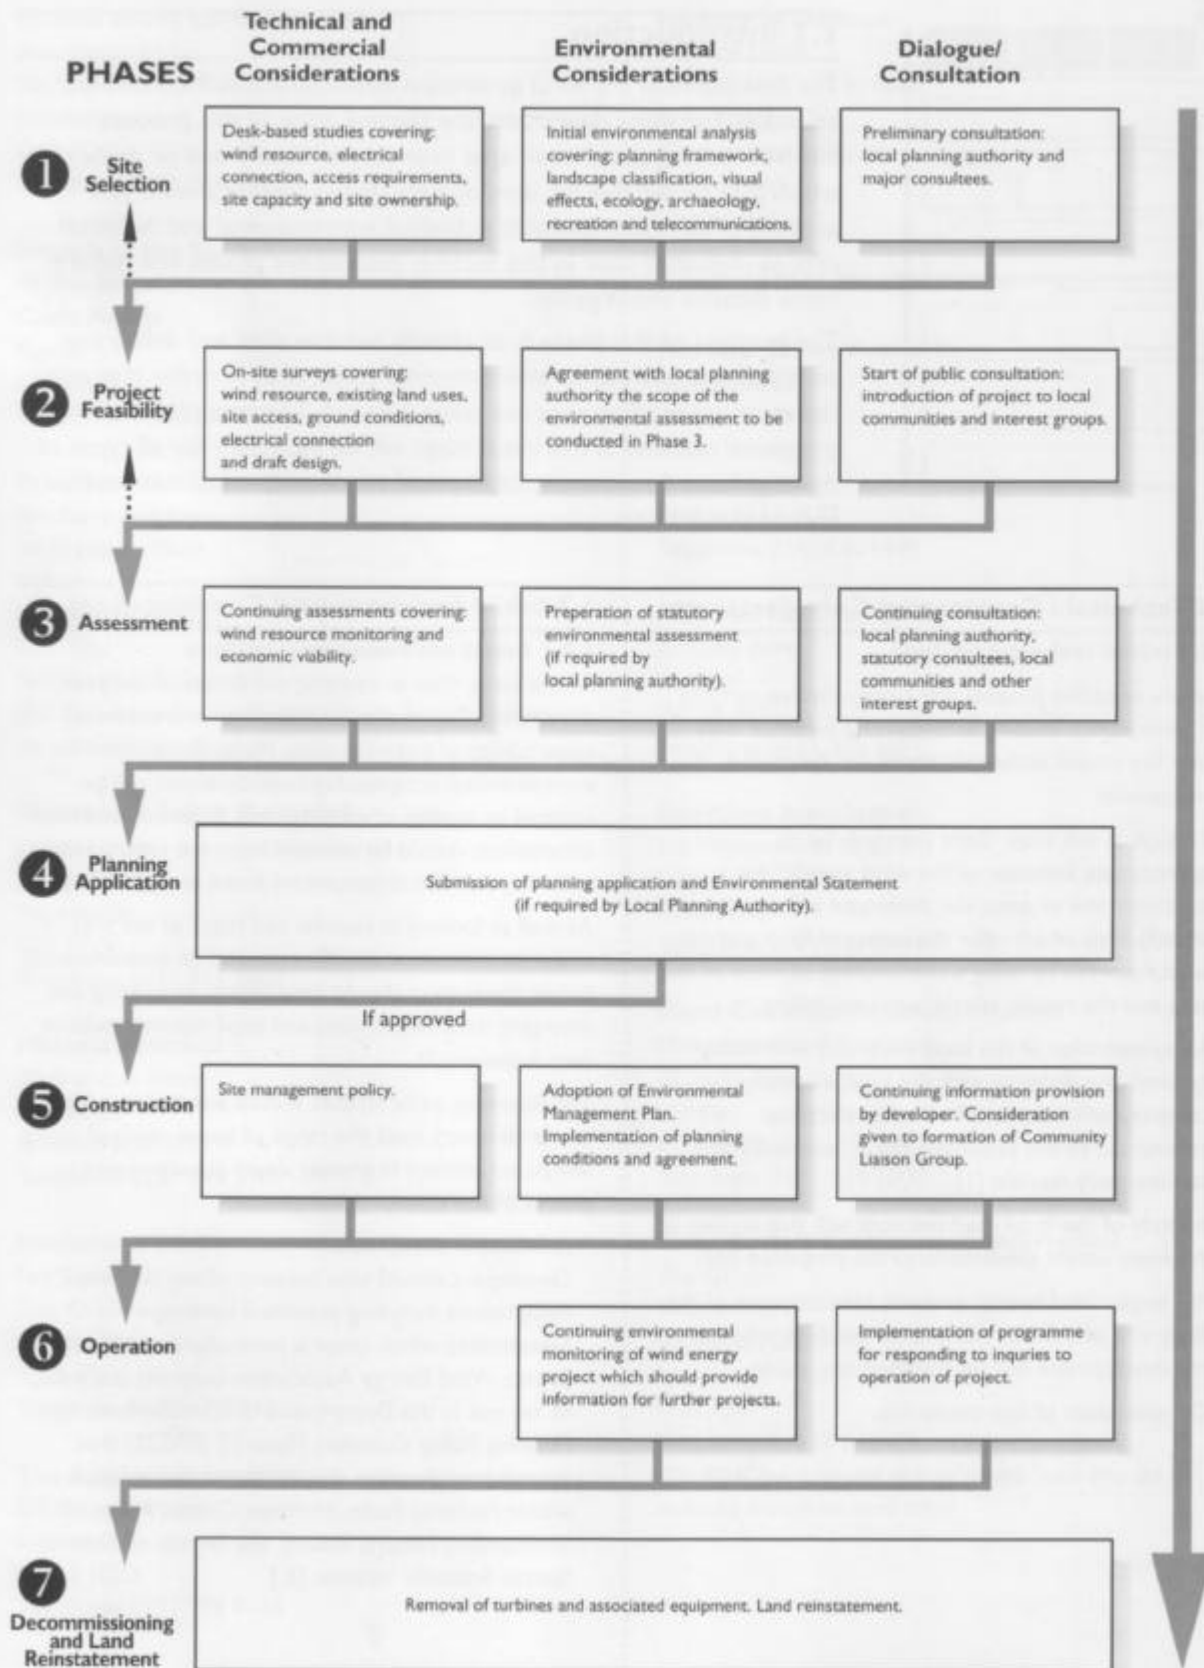 PHASES
Technical and
Commercial
Considerations
Environmental
Considerations
Dialogue/
Consultation
1
Site
Selection
Desk-based studies covering:
wind resource, electrical
connection, access requirements,
site capacity and site ownership.
Initial environmental analysis
covering: planning framework,
landscape classification, visual
effects, ecology, archaeology,
recreation and telecommunications.
Preliminary consultation:
local planning authority and
major consultees.
2
Project
Feasibility
On-site surveys covering:
wind resource, existing land uses,
site access, ground conditions,
electrical connection
and draft design.
Agreement with local planning
authority the scope of the
environmental assessment to be
conducted in Phase 3.
Start of public consultation:
introduction of project to local
communities and interest groups.
3
Assessment
Continuing assessments covering:
wind resource monitoring and
economic viability.
Preperation of statutory
environmental assessment
(if required by
local planning authority).
Continuing consultation:
local planning authority,
statutory consultees, local
communities and other
interest groups.
4
Planning
Application
Submission of planning application and Environmental Statement
(if required by Local Planning Authority).
If approved
5
Construction
Site management policy.
Adoption of Environmental
Management Plan.
Implementation of planning
conditions and agreement.
Continuing information provision
by developer. Consideration
given to formation of Community
Liaison Group.
6
Operation
Continuing environmental
monitoring of wind energy
project which should provide
information for further projects.
Implementation of programme
for responding to inquries to
operation of project.
7
Decommissioning
and Land
Reinstatement
Removal of turbines and associated equipment. Land reinstatement.